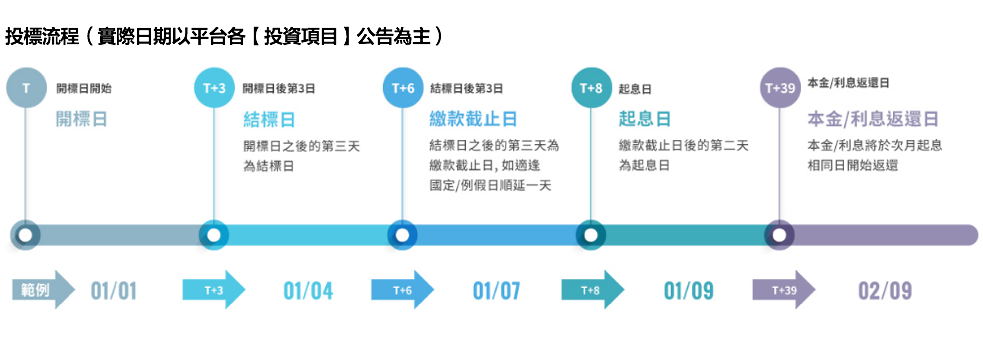 投標流程（實際日期以平台各【投資項目】公告為主）
T
開標日開始
開標日
T+3
開標日後第3日
結標日
開標日之後的第三天
為結標日
T+6
結標日後第3日
繳款截止日
結標日之後的第三天為
繳款截止日, 如適逢
國定/例假日順延一天
T+8
起息日
起息日
繳款截止日後的第二天
為起息日
T+39
本金/利息返還日
本金/利息返還日
本金/利息將於次月起息
相同日開始返還
範例
01/01
T+3
01/04
T+6
01/07
T+8
01/09
T+39
02/09